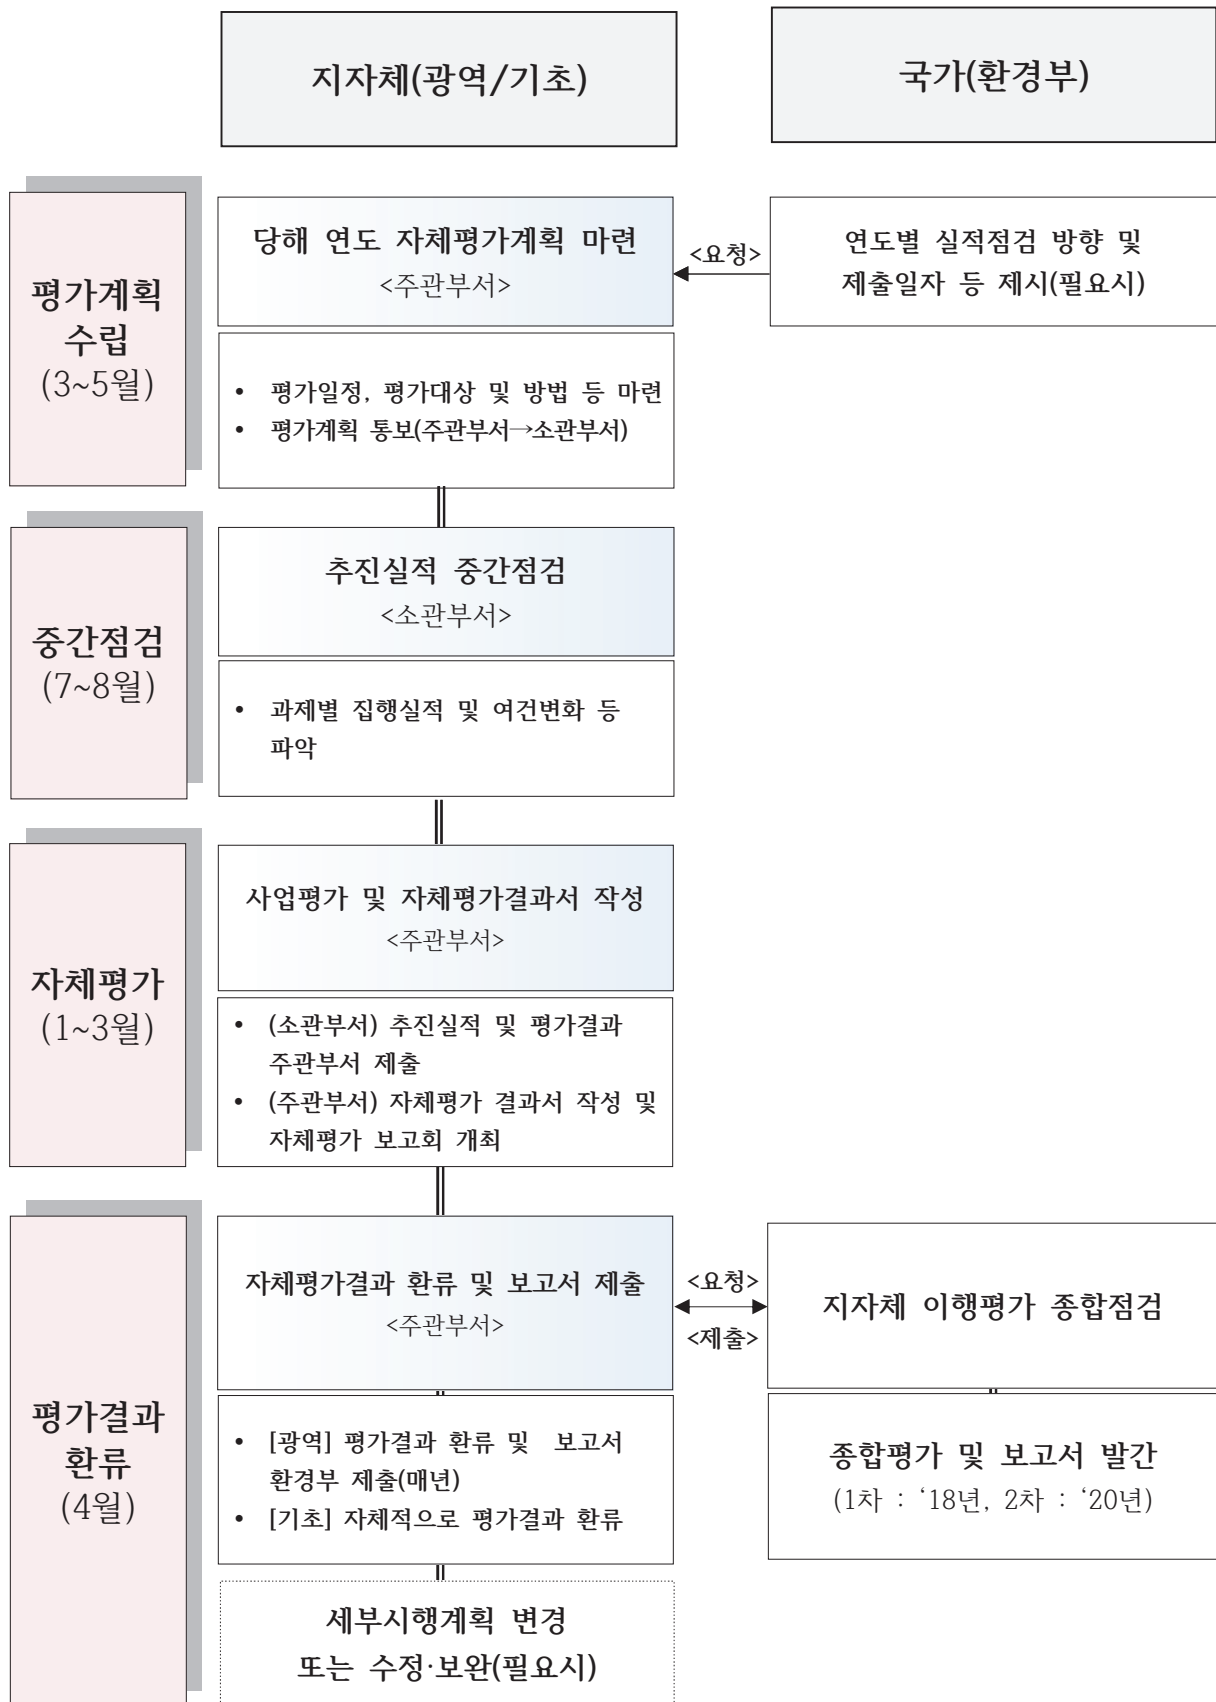 지자체(광역/기초)
국가(환경부)
평가계획
수립
(3~5월)
당해 연도 자체평가계획 마련
<주관부서>
<요청>
연도별 실적점검 방향 및
제출일자 등 제시(필요시)
• 평가일정, 평가대상 및 방법 등 마련
• 평가계획 통보(주관부서→소관부서)
중간점검
(7~8월)
추진실적 중간점검
<소관부서>
• 과제별 집행실적 및 여건변화 등
파악
자체평가
(1~3월)
사업평가 및 자체평가결과서 작성
<주관부서>
• (소관부서) 추진실적 및 평가결과
주관부서 제출
• (주관부서) 자체평가 결과서 작성 및
자체평가 보고회 개최
평가결과
환류
(4월)
자체평가결과 환류 및 보고서 제출
<주관부서>
<요청>
<제출>
지자체 이행평가 종합점검
• [광역] 평가결과 환류 및 보고서
환경부 제출(매년)
• [기초] 자체적으로 평가결과 환류
종합평가 및 보고서 발간
(1차 : ‘18년, 2차 : ‘20년)
세부시행계획 변경
또는 수정·보완(필요시)